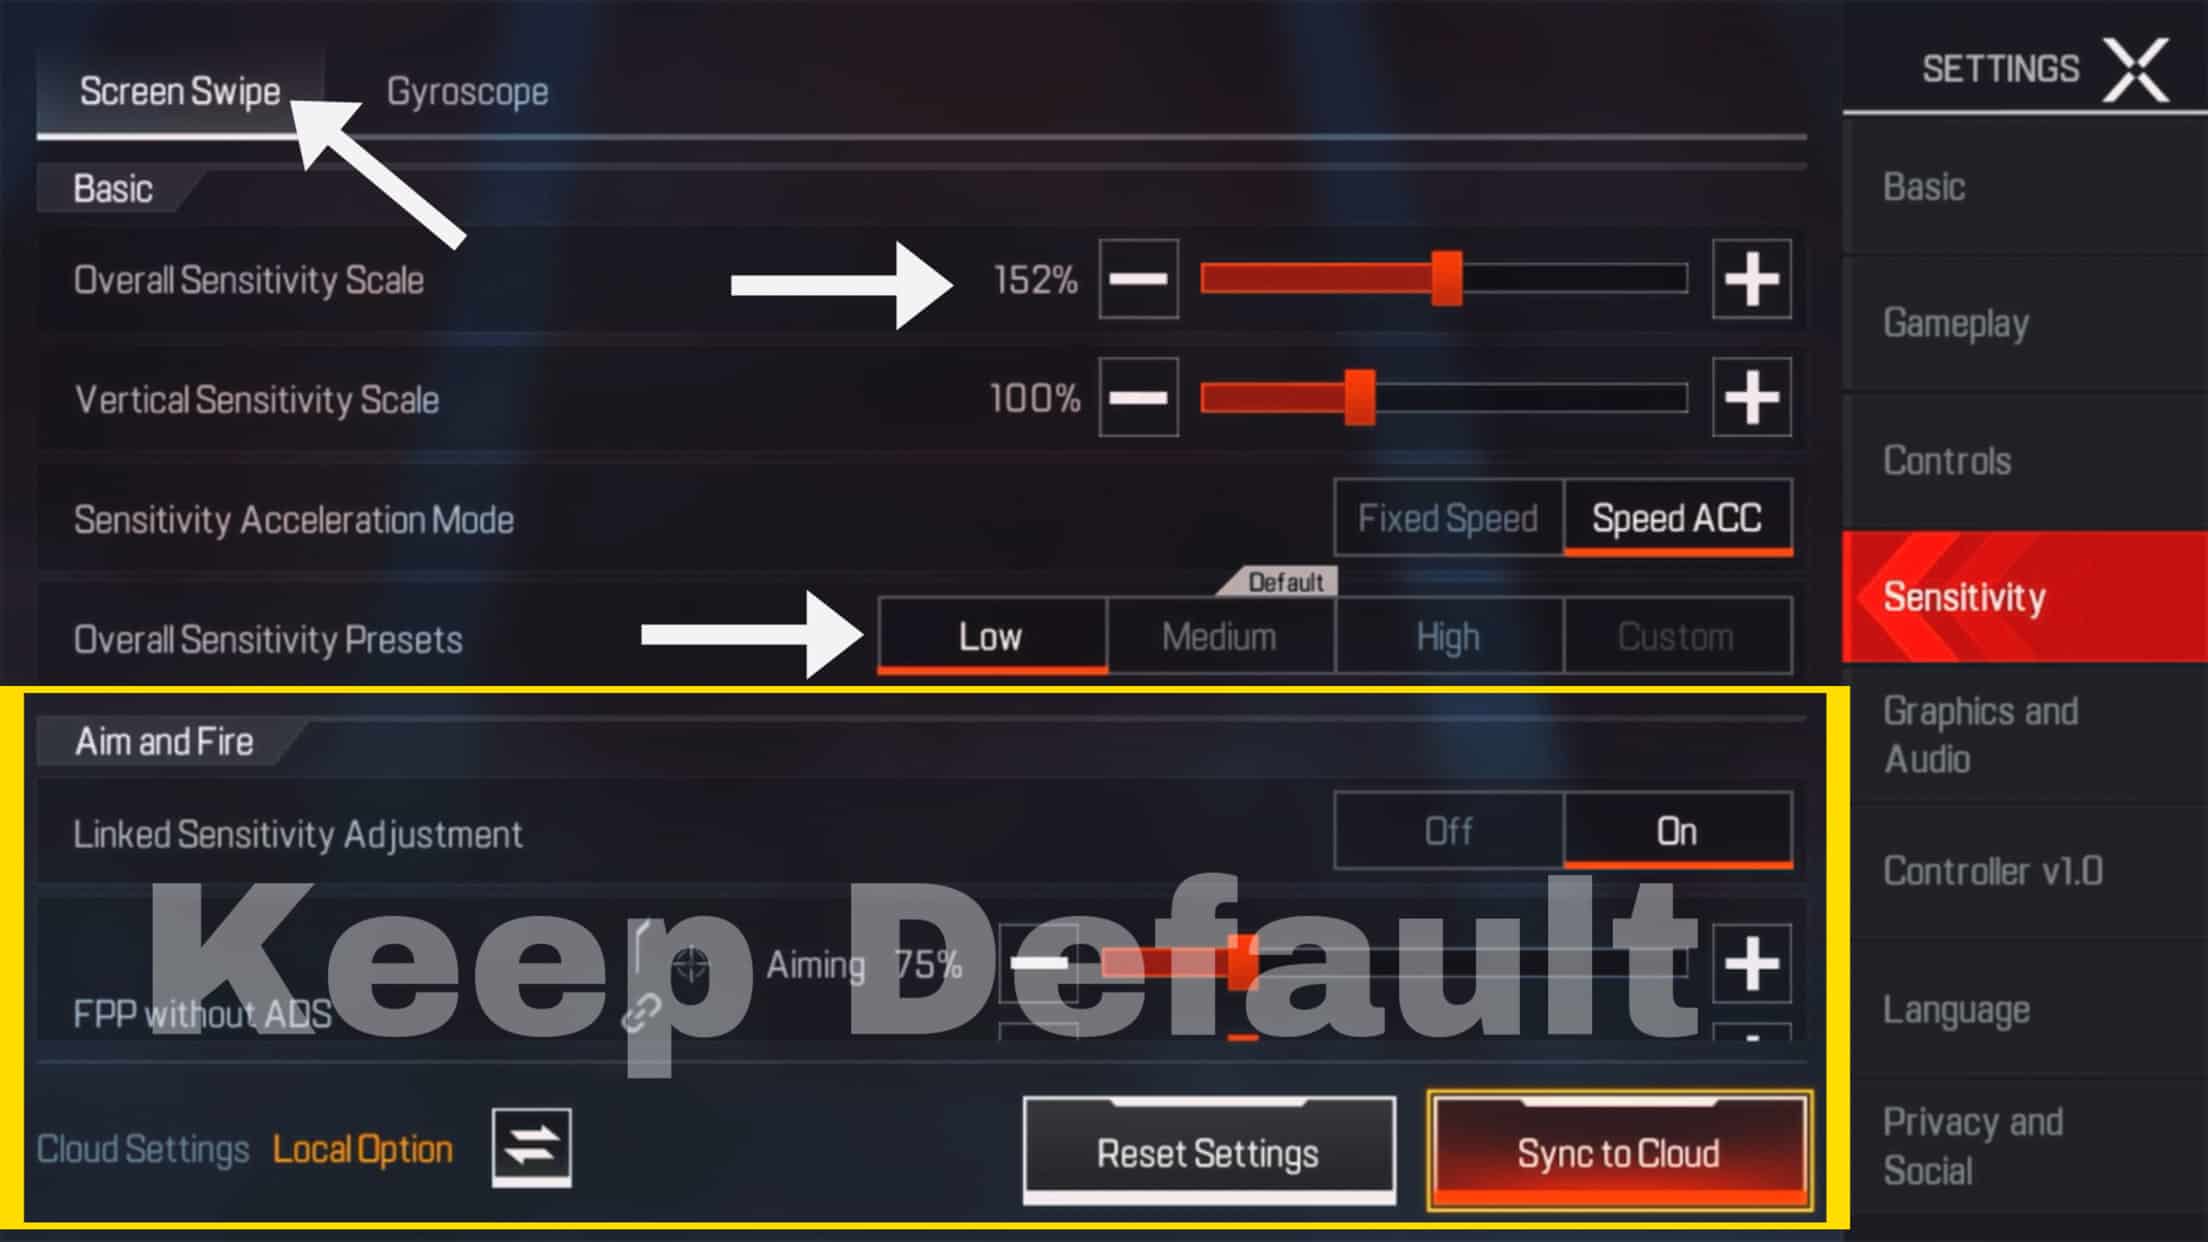 Screen Swipe Gyroscope
SETTINGS
Basic
Overall Sensitivity Scale 152%
Vertical Sensitivity Scale 100%
Sensitivity Acceleration Mode Fixed Speed Speed ACC
Default
Overall Sensitivity Presets Low Medium High Custom
Aim and Fire
Linked Sensitivity Adjustment Off On
Keep Default
Aiming 75%
FPP without ADS
Cloud Settings Local Option Reset Settings Sync to Cloud
Basic
Gameplay
Controls
Sensitivity
Graphics and
Audio
Controller v1.0
Language
Privacy and
Social